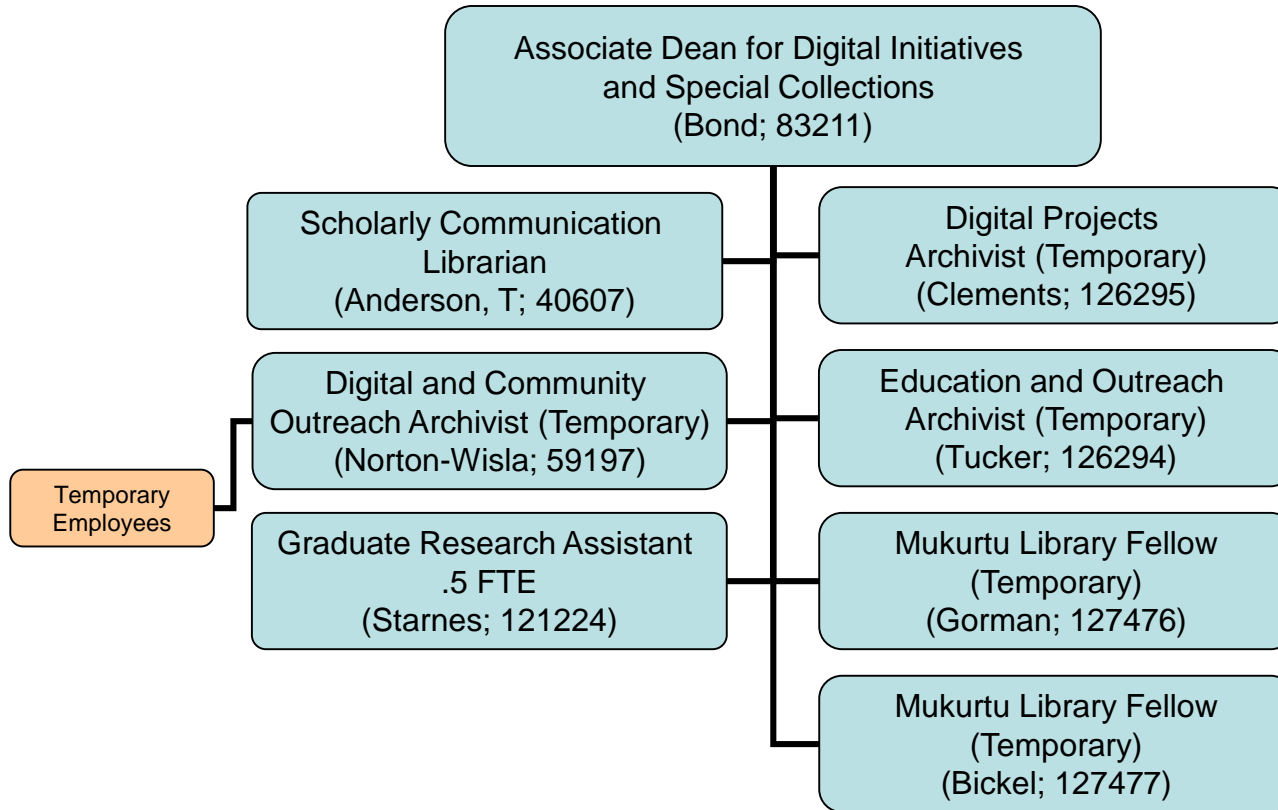 Associate Dean for Digital Initiatives
and Special Collections
(Bond; 83211)
Scholarly Communication
Librarian
(Anderson, T; 40607)
Digital Projects
Archivist (Temporary)
(Clements; 126295)
Digital and Community
Outreach Archivist (Temporary)
(Norton-Wisla; 59197)
Education and Outreach
Archivist (Temporary)
(Tucker; 126294)
Temporary
Employees
Graduate Research Assistant
.5 FTE
(Starnes; 121224)
Mukurtu Library Fellow
(Temporary)
(Gorman; 127476)
Mukurtu Library Fellow
(Temporary)
(Bickel; 127477)